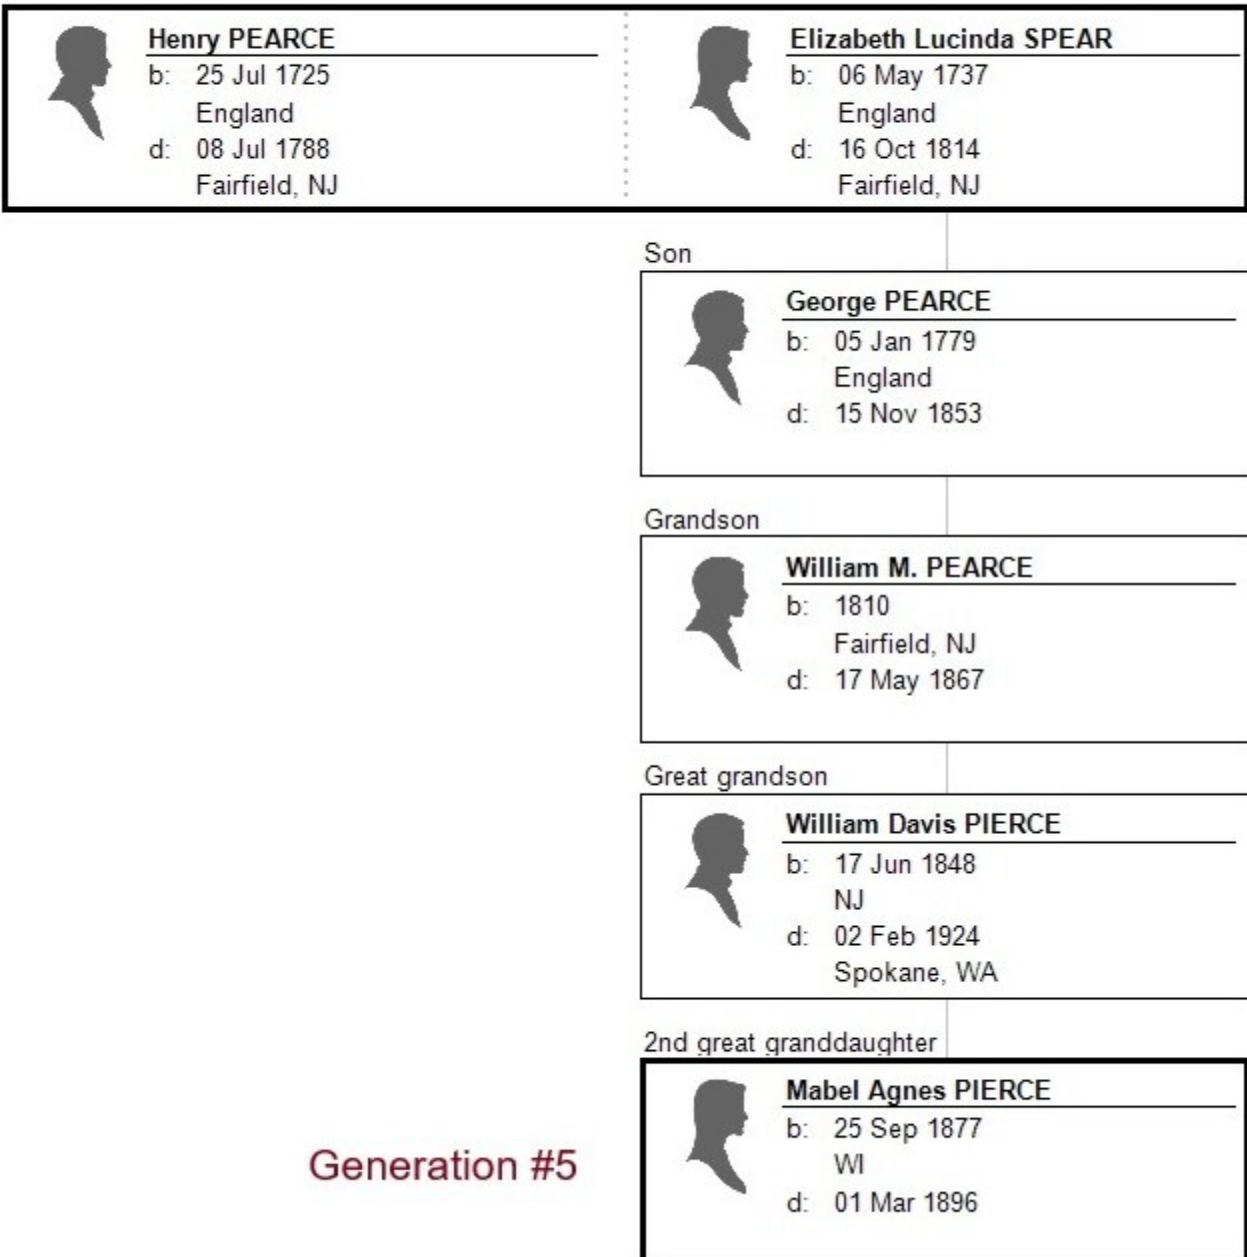 Henry PEARCE
b: 25 Jul 1725
England
d: 08 Jul 1788
Fairfield, NJ
Elizabeth Lucinda SPEAR
b: 06 May 1737
England
d: 16 Oct 1814
Fairfield, NJ
Son
George PEARCE
b: 05 Jan 1779
England
d: 15 Nov 1853
Grandson
William M. PEARCE
b: 1810
Fairfield, NJ
d: 17 May 1867
Great grandson
William Davis PIERCE
b: 17 Jun 1848
NJ
d: 02 Feb 1924
Spokane, WA
2nd great granddaughter
Mabel Agnes PIERCE
b: 25 Sep 1877
WI
d: 01 Mar 1896
Generation #5